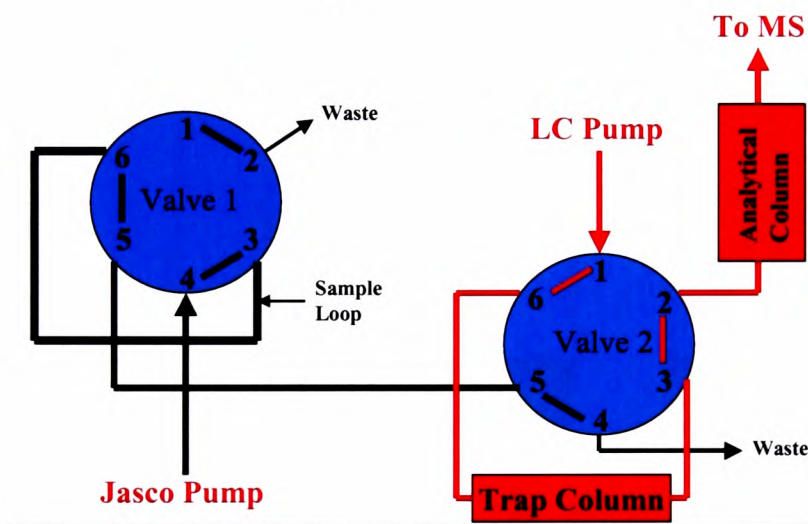 To MS
Waste
LC Pump
Analytical
Column
1
2
6
Valve 1
5
3
4
Sample
Loop
1
6
2
Valve 2
5
3
4
Waste
Jasco Pump
Trap Column